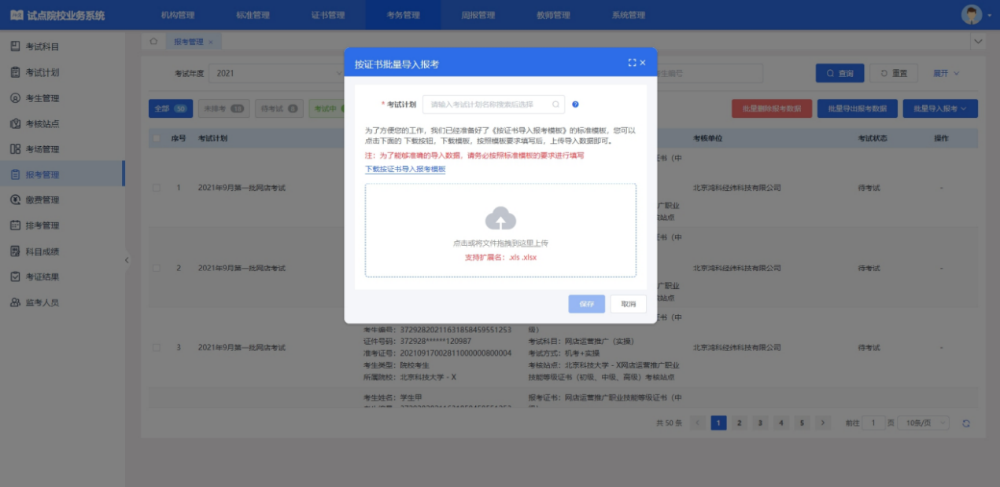 试点院校业务系统
机构管理 标准管理 证书管理 考务管理 周报管理 教师管理 系统管理
考试科目
考试计划
考生管理
考核站点
考场管理
报考管理
缴费管理
排考管理
科目成绩
考证结果
监考人员
报考管理 ×
考试年度 2021
生编号
查询 重置 展开
全部 50 未排考 待考试 0 考试中
批量删除报考数据 批量导出报考数据 批量导入报考
序号 考试计划 考核单位 考试状态 操作
按证书批量导入报考
* 考试计划 请输入考试计划名称搜索后选择
为了方便您的工作，我们已经准备好了《按证书导入报考模板》的标准模板，您可以
点击下面的 下载按钮，下载模板，按照模板要求填写后，上传导入数据即可。
注：为了能够准确的导入数据，请务必按照标准模板的要求进行填写
下载按证书导入报考模板
点击或将文件拖拽到这里上传
支持扩展名：.xls .xlsx
保存 取消
证书（中
1 2021年9月第一批网店考试 北京鸿科经纬科技有限公司 待考试 -
广职业
站点
证书（中
2 2021年9月第一批网店考试 北京鸿科经纬科技有限公司 待考试 -
广职业
站点
证书（中
考生编号：37292820211631858459551253 级）
证件号码：372928******120987 考试科目：网店运营推广（实操）
3 2021年9月第一批网店考试 北京鸿科经纬科技有限公司 待考试 -
准考证号：20210917002811000000800004 考试方式：机考+实操
考生类型：院校考生 考核站点：北京科技大学 - X网店运营推广职业
所属院校：北京科技大学 - X 技能等级证书（初级、中级、高级）考核站点
考生姓名：学生甲 报考证书：网店运营推广职业技能等级证书（中
共 50 条 1 2 3 4 5 前往 1 页 10条/页